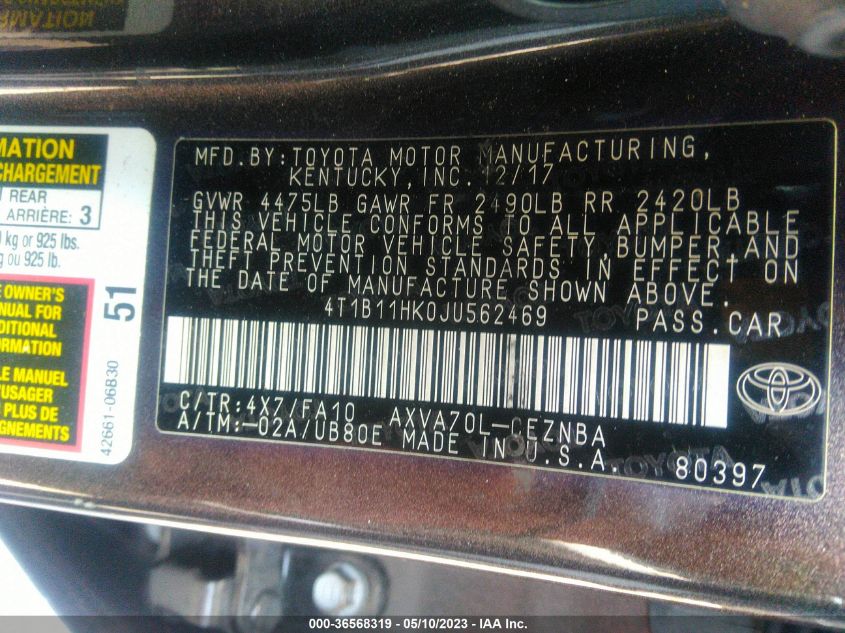 MATION
CHARGEMENT
REAR
ARRIÈRE: 3
kg or 925 lbs.
ou 925 lb.
OWNER'S
MANUAL FOR
DITIONAL
FORMATION
LE MANUEL
PLUS DE
GNEMENTS
51
42661-06B30
MFD.BY:TOYOTA MOTOR MANUFACTURING,
KENTUCKY,INC.12/17
GVWR 4475LB GAWR FR 2490LB RR 2420LB
THIS VEHICLE CONFORMS TO ALL APPLICABLE
FEDERAL MOTOR VEHICLE SAFETY,BUMPER,AND
THEFT PREVENTION STANDARDS IN EFFECT ON
THE DATE OF MANUFACTURE SHOWN ABOVE.
4T1B11HK0JU562469 PASS.CAR
C/TR:4X7/FA10 AXVA70L-CEZNBA
A/TM:-02A/UB80E MADE IN U.S.A. 80397
000-36568319 - 05/10/2023 - IAA Inc.